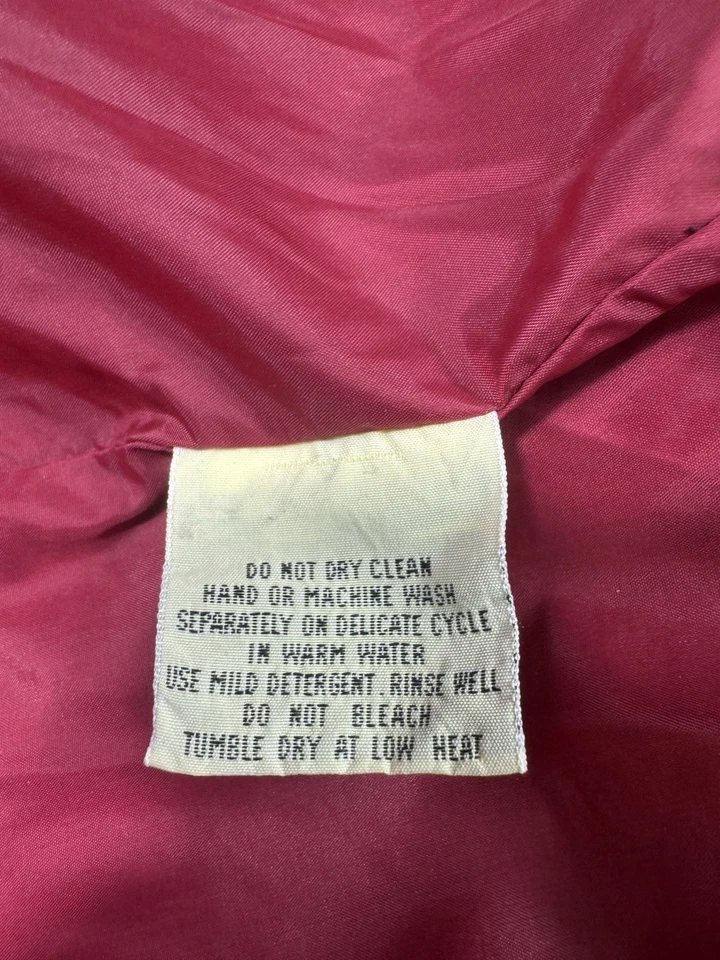 DO NOT DRY CLEAN
HAND OR MACHINE WASH
SEPARATELY ON DELICATE CYCLE
IN WARM WATER
USE MILD DETERGENT. RINSE WELL
DO NOT BLEACH
TUMBLE DRY AT LOW HEAT